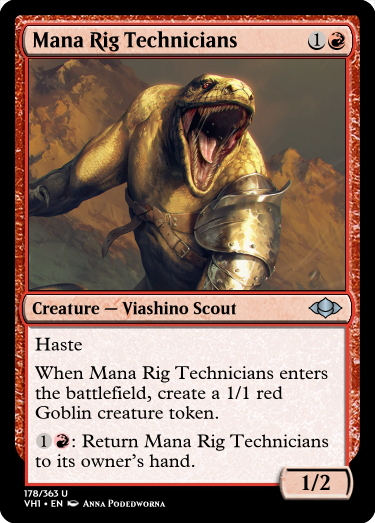 Mana Rig Technicians 1
Creature — Viashino Scout
Haste
When Mana Rig Technicians enters
the battlefield, create a 1/1 red
Goblin creature token.
1: Return Mana Rig Technicians
to its owner's hand.
1/2
178/363 U
VH1 • EN Anna Podedworna